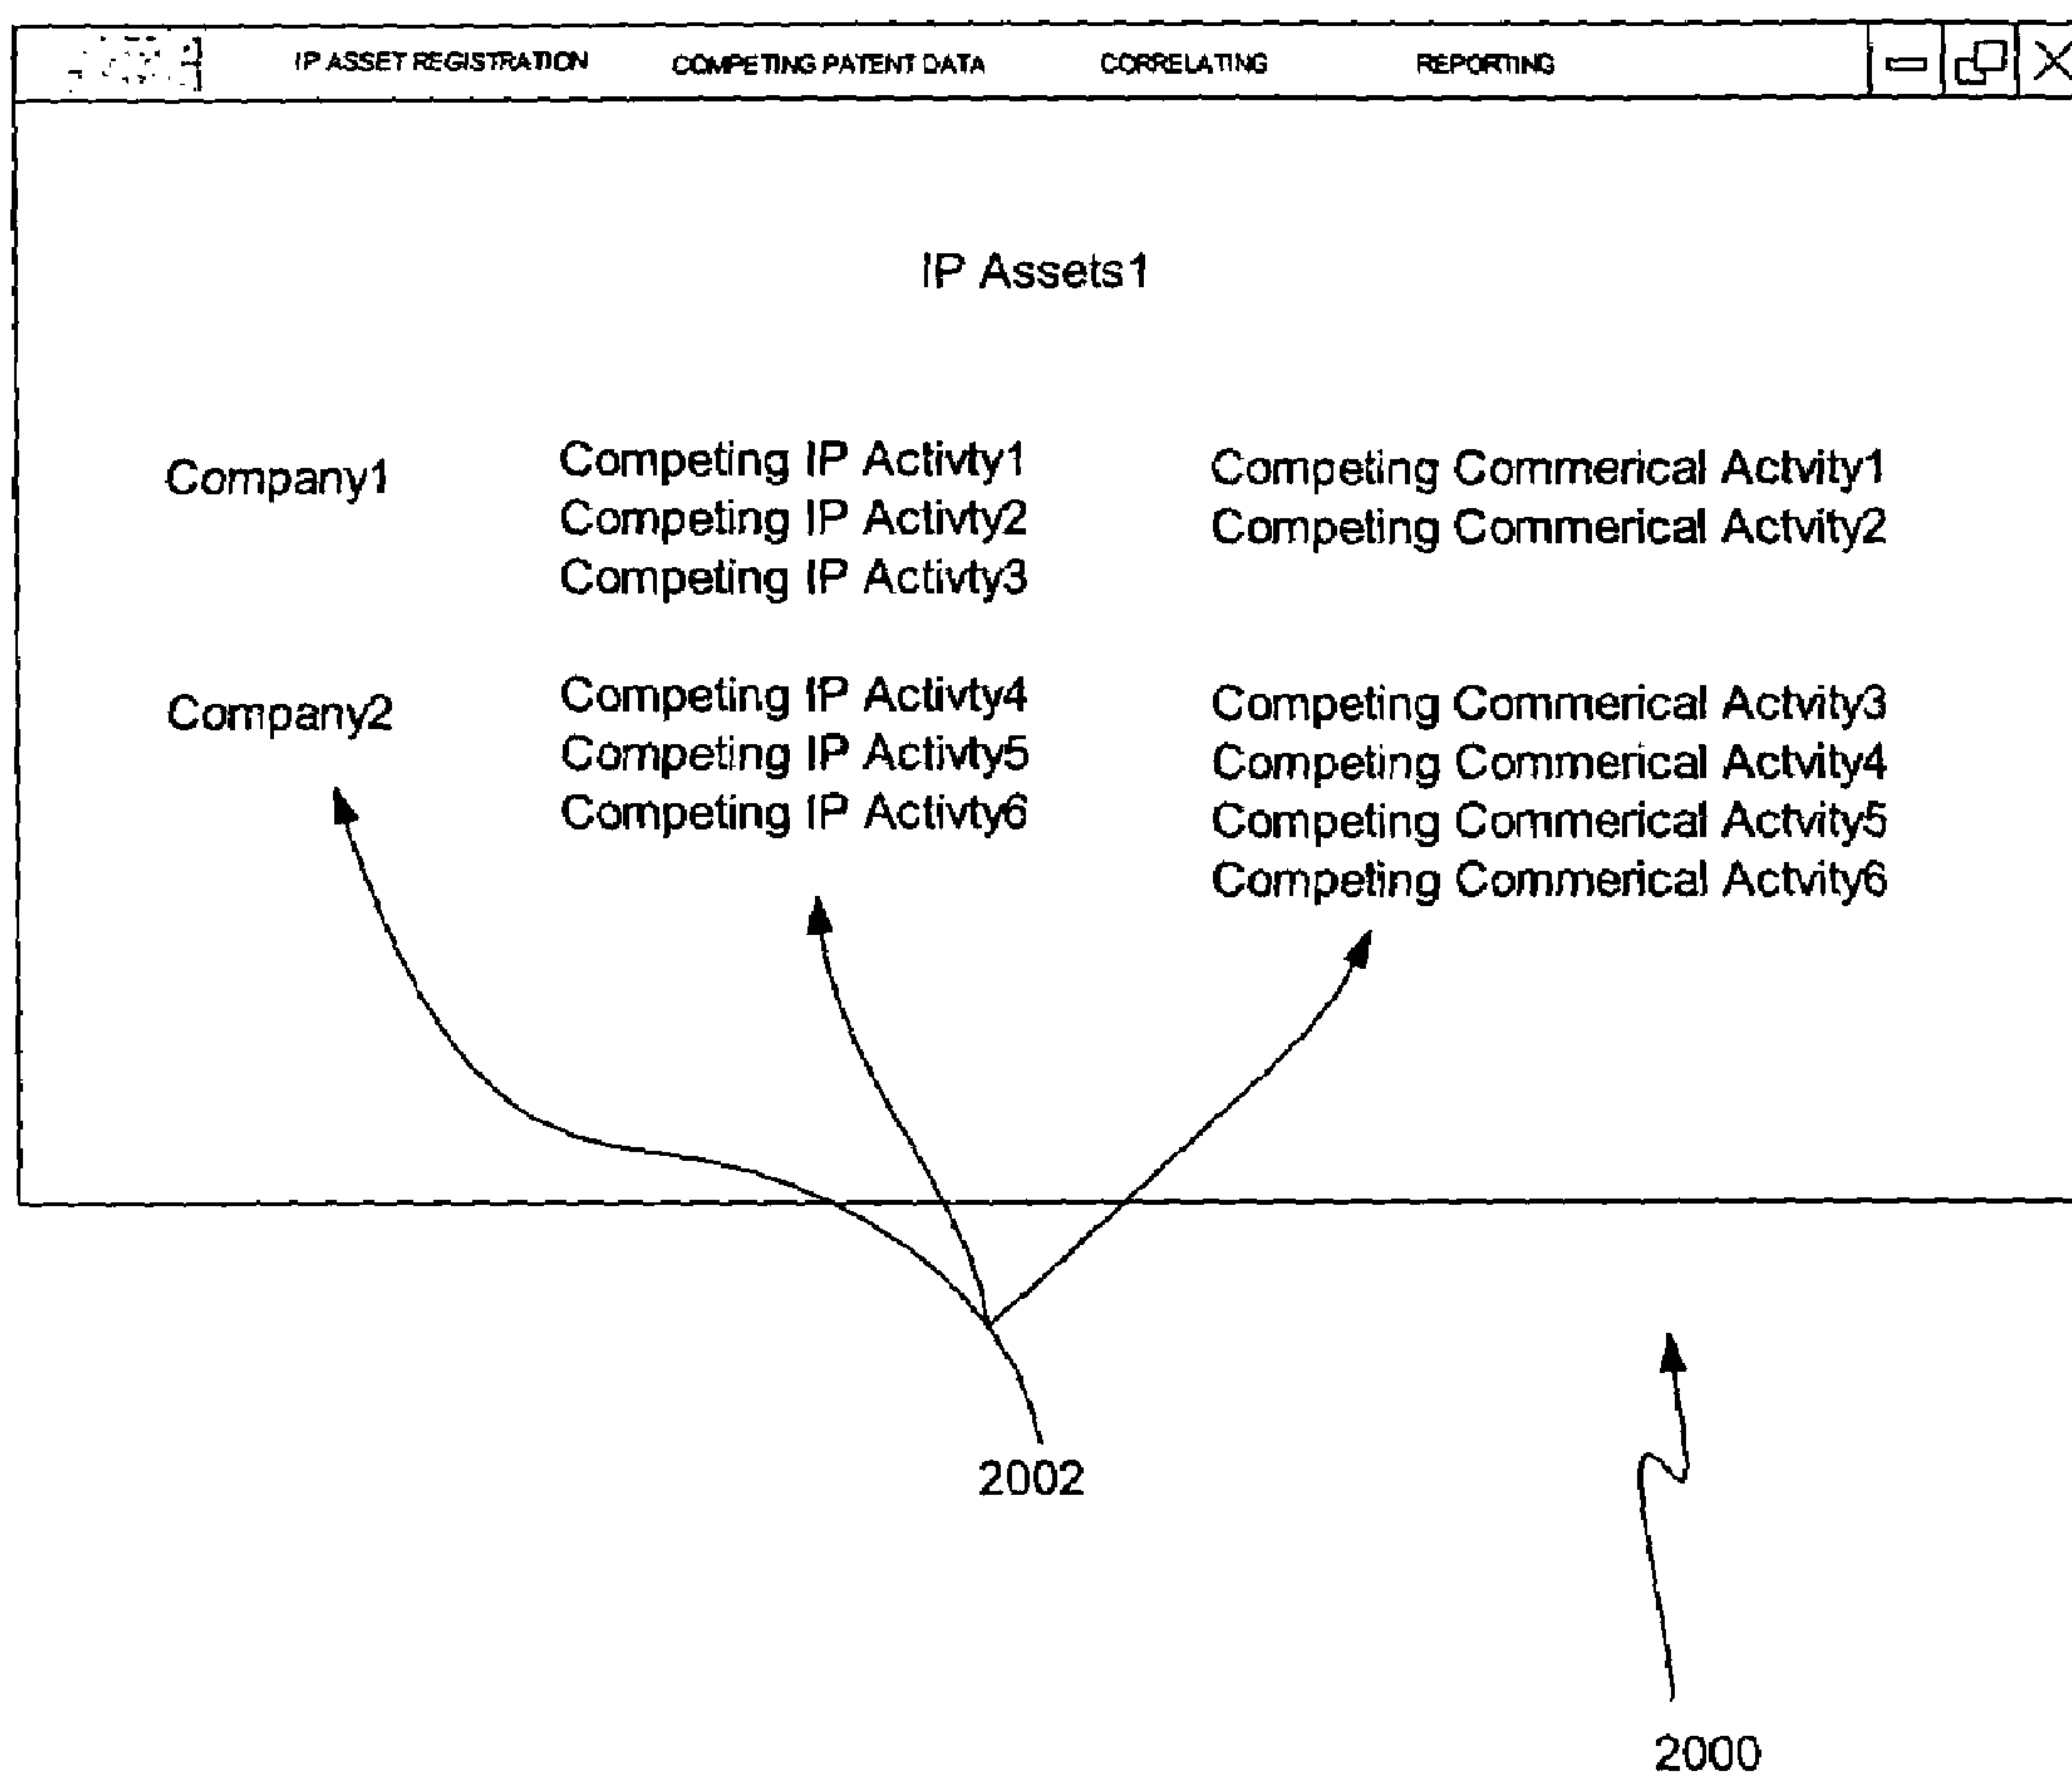 IP ASSET REGISTRATION COMPETING PATENT DATA CORRELATING REPORTING
IP Assets1
Company1
Competing IP Activty1
Competing IP Activty2
Competing IP Activty3
Competing Commerical Actvity1
Competing Commerical Actvity2
Company2
Competing IP Activty4
Competing IP Activty5
Competing IP Activty6
Competing Commerical Actvity3
Competing Commerical Actvity4
Competing Commerical Actvity5
Competing Commerical Actvity6
2002
2000